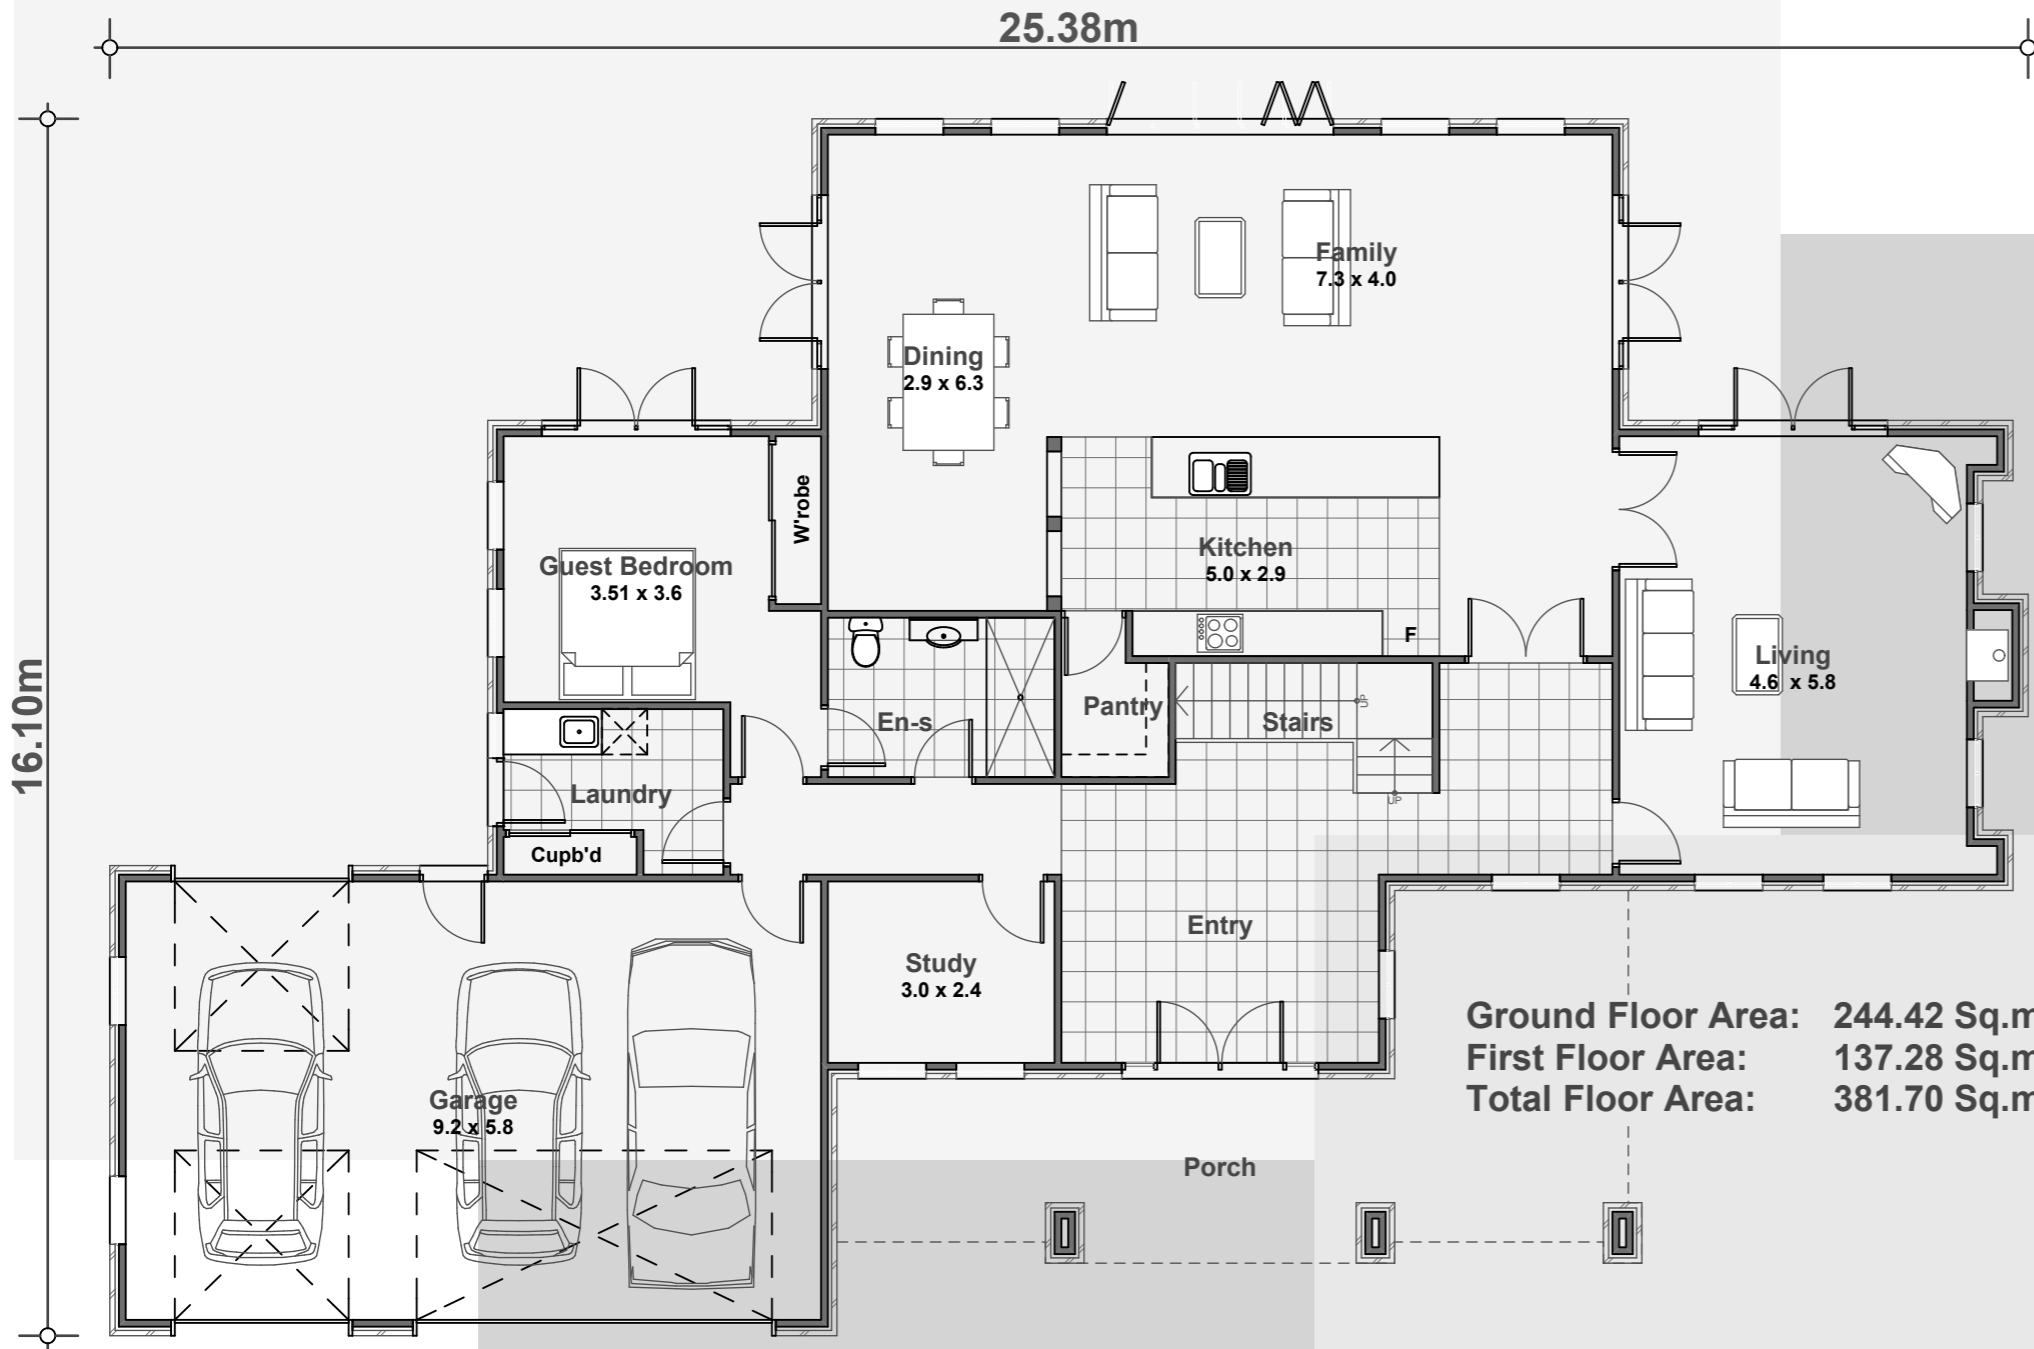 25.38m
16.10m
Family
7.3 x 4.0
Dining
2.9 x 6.3
W'robe
Guest Bedroom
3.51 x 3.6
Kitchen
5.0 x 2.9
F
Living
4.6 x 5.8
Pantry
Stairs
UP
UP
En-s
Laundry
Cupb'd
Entry
Study
3.0 x 2.4
Garage
9.2 x 5.8
Porch
Ground Floor Area: 244.42 Sq.m
First Floor Area: 137.28 Sq.m
Total Floor Area: 381.70 Sq.m